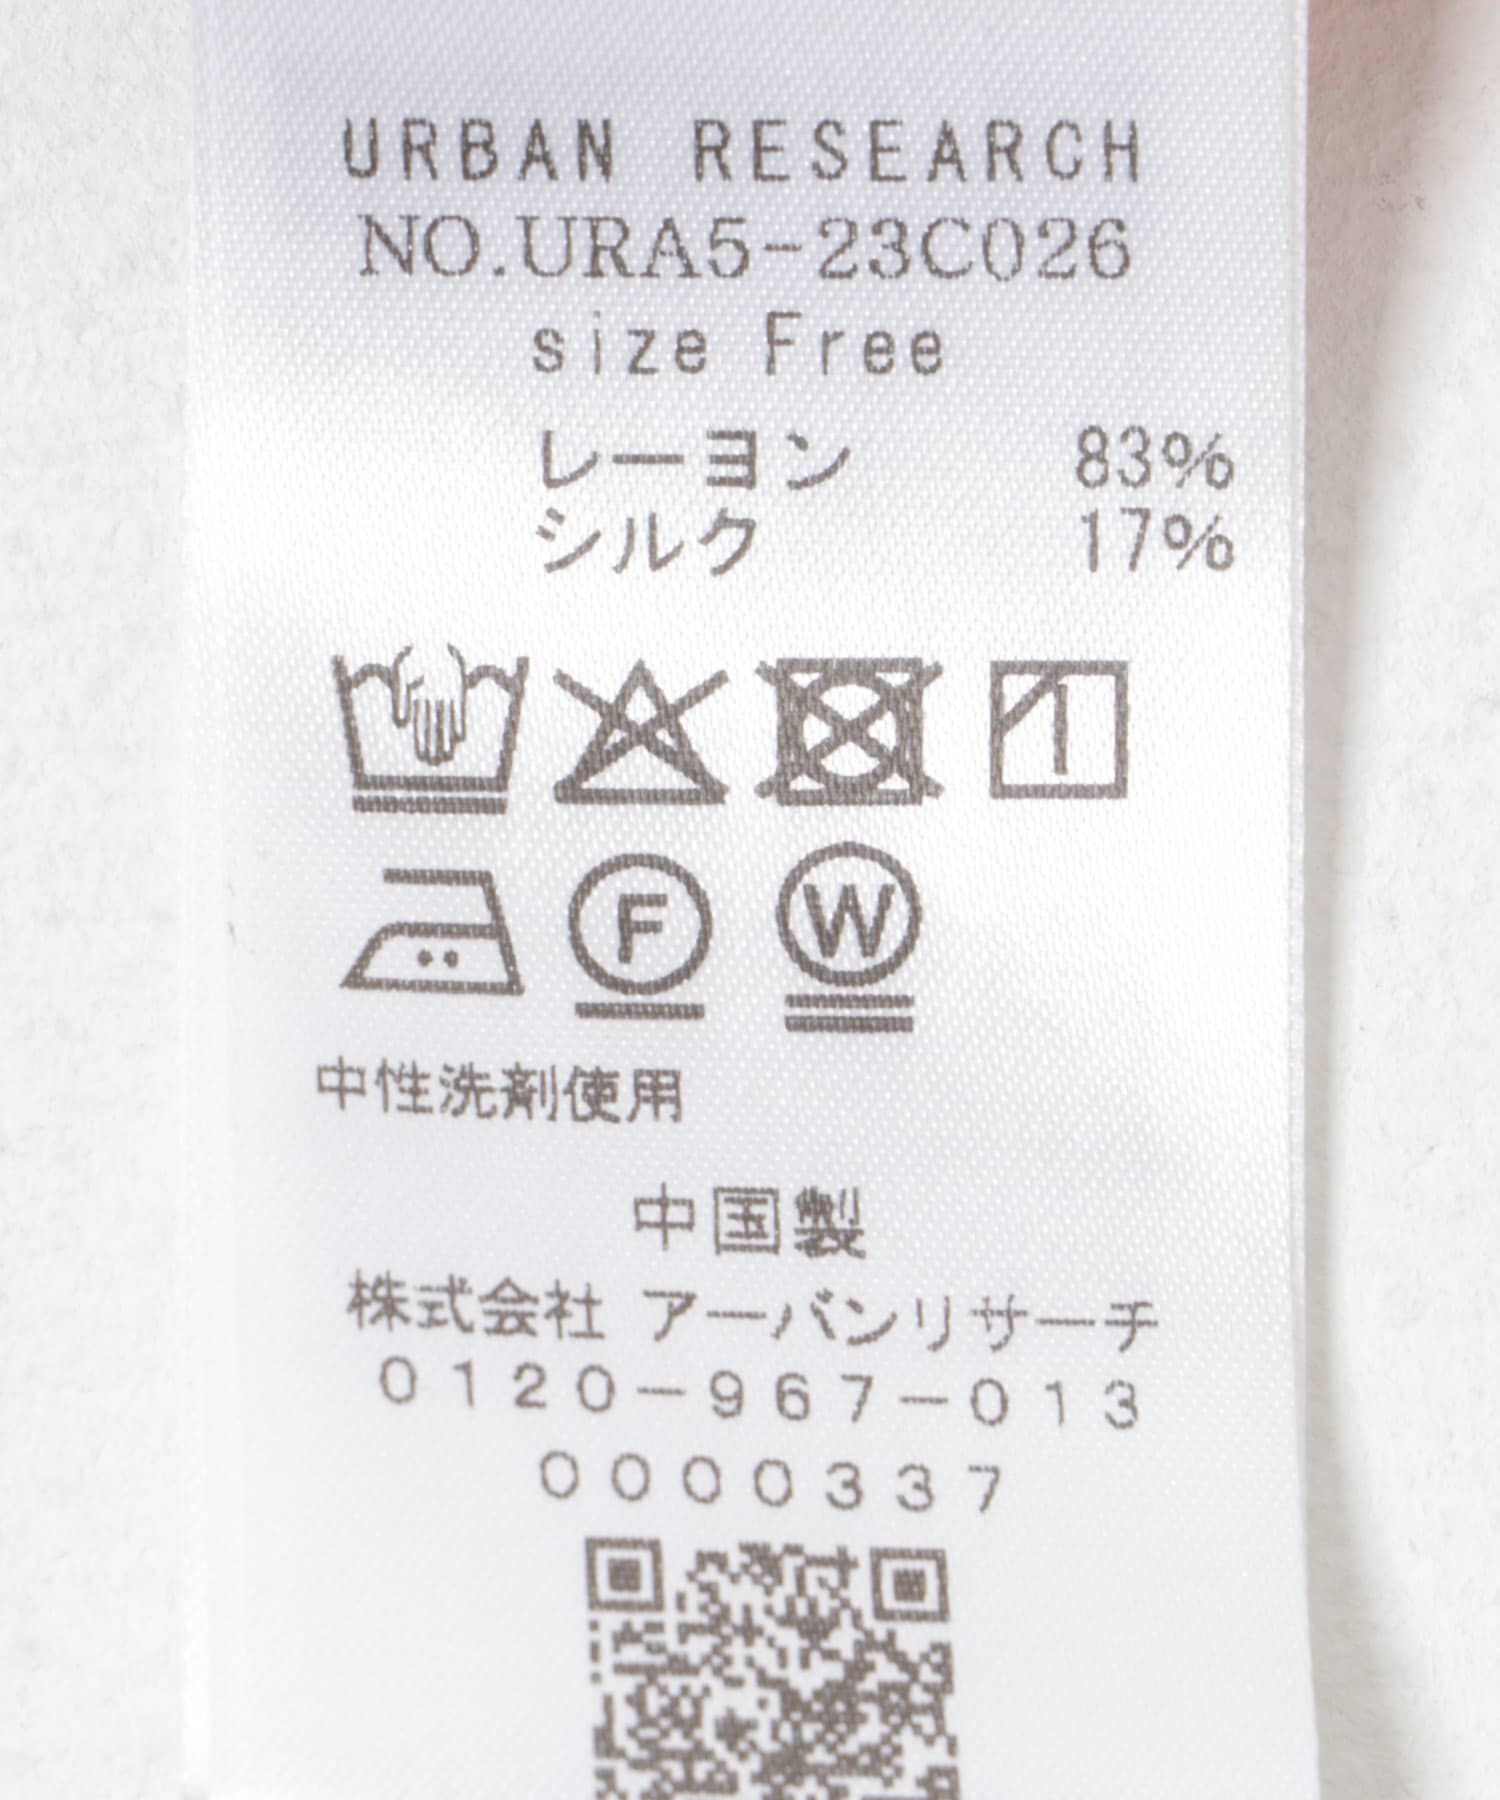 URBAN RESEARCH
NO.URA5-23C026
size Free
レーヨン 83%
シルク 17%
F W
中性洗剤使用
中国製
株式会社 アーバンリサーチ
0120-967-013
0000337